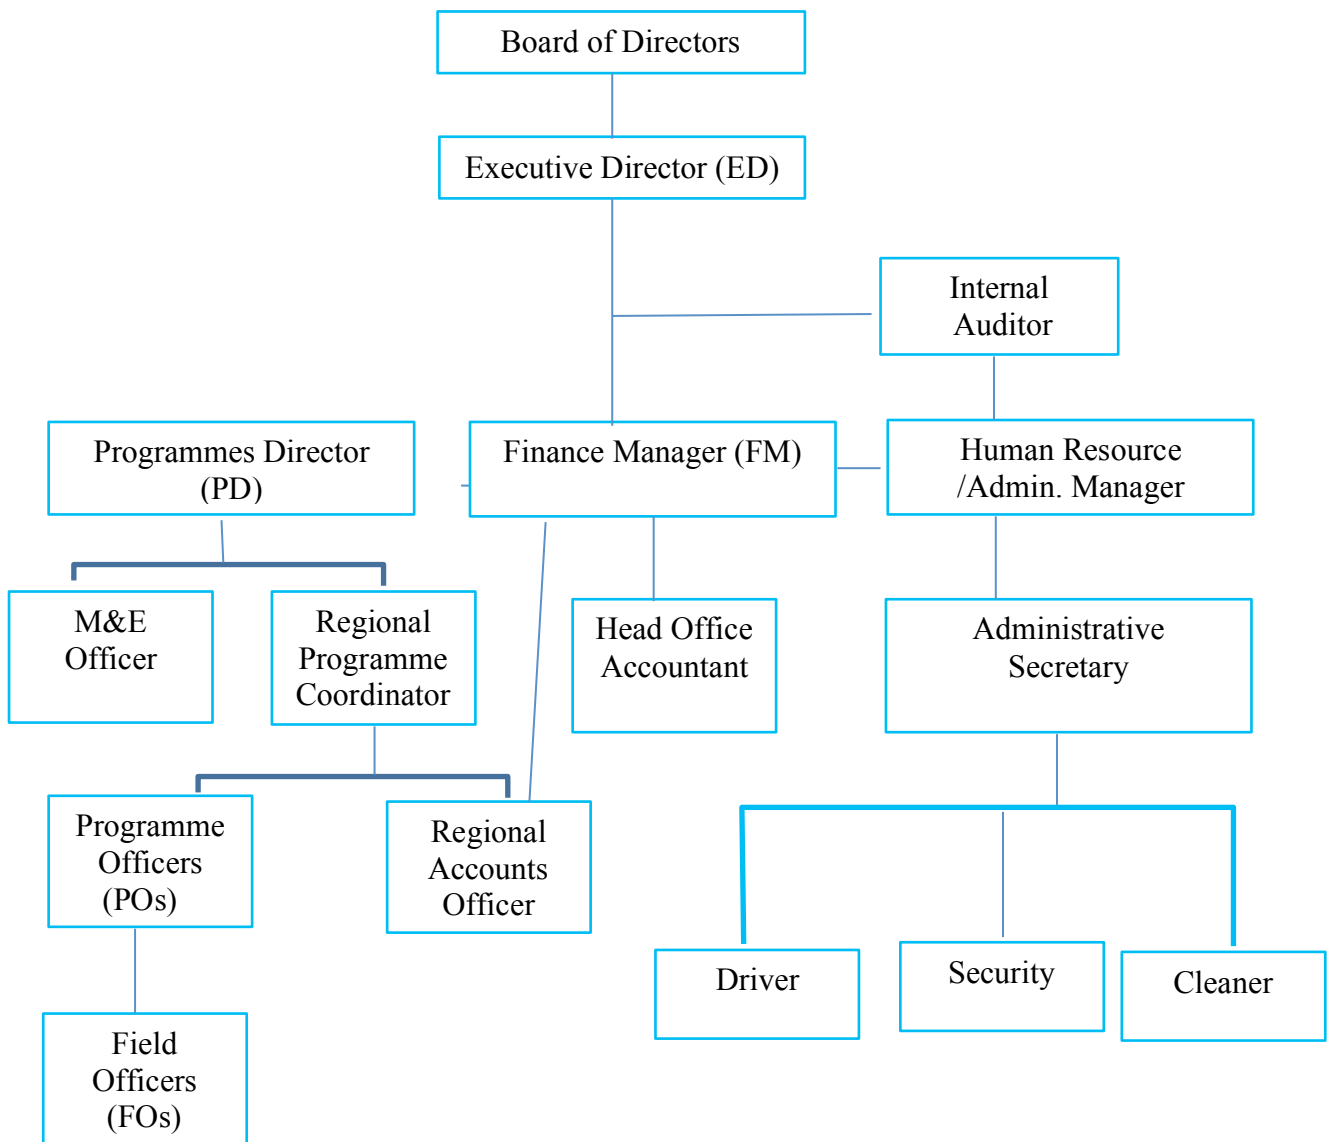 Board of Directors
Executive Director (ED)
Internal
Auditor
Programmes Director
(PD)
Finance Manager (FM)
Human Resource
/Admin. Manager
M&E
Officer
Regional
Programme
Coordinator
Head Office
Accountant
Administrative
Secretary
Programme
Officers
(POs)
Regional
Accounts
Officer
Driver
Security
Cleaner
Field
Officers
(FOs)